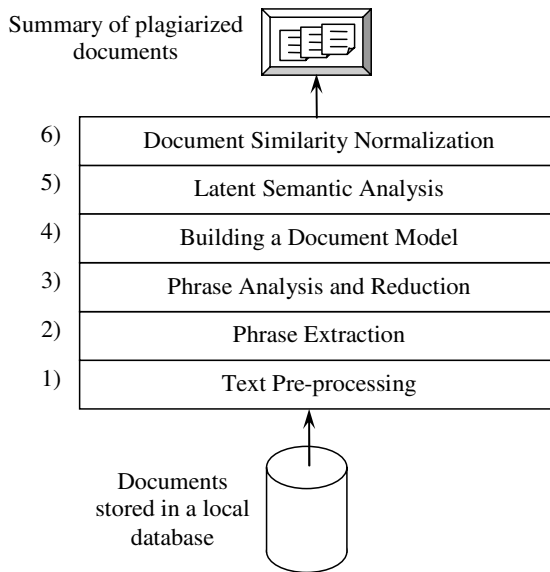 Summary of plagiarized
documents
6) Document Similarity Normalization
5) Latent Semantic Analysis
4) Building a Document Model
3) Phrase Analysis and Reduction
2) Phrase Extraction
1) Text Pre-processing
Documents
stored in a local
database